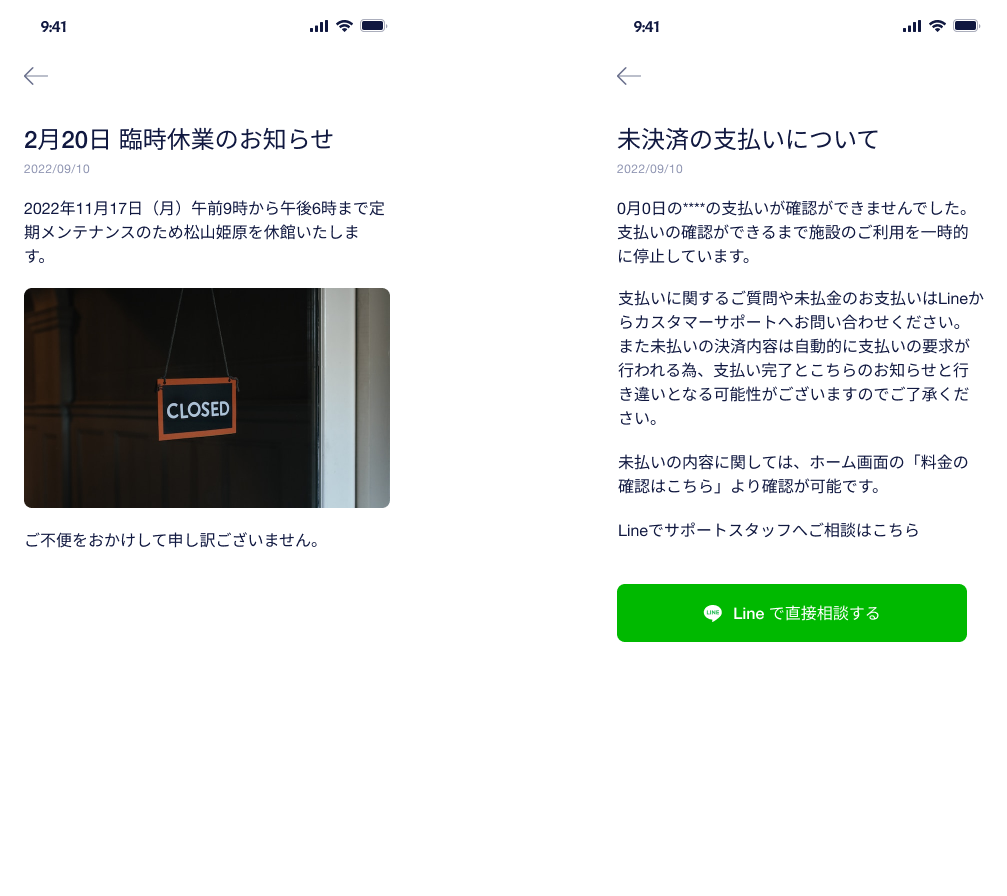 9:41
2月20日 臨時休業のお知らせ
2022/09/10
2022年11月17日（月）午前9時から午後6時まで定
期メンテナンスのため松山姫原を休館いたしま
す。
CLOSED
ご不便をおかけして申し訳ございません。
9:41
未決済の支払いについて
2022/09/10
0月0日の****の支払いが確認ができませんでした。
支払いの確認ができるまで施設のご利用を一時的
に停止しています。
支払いに関するご質問や未払金のお支払いはLineか
らカスタマーサポートへお問い合わせください。
また未払いの決済内容は自動的に支払いの要求が
行われる為、支払い完了とこちらのお知らせと行
き違いとなる可能性がございますのでご了承くだ
さい。
未払いの内容に関しては、ホーム画面の「料金の
確認はこちら」より確認が可能です。
Lineでサポートスタッフへご相談はこちら
LINE Line で直接相談する